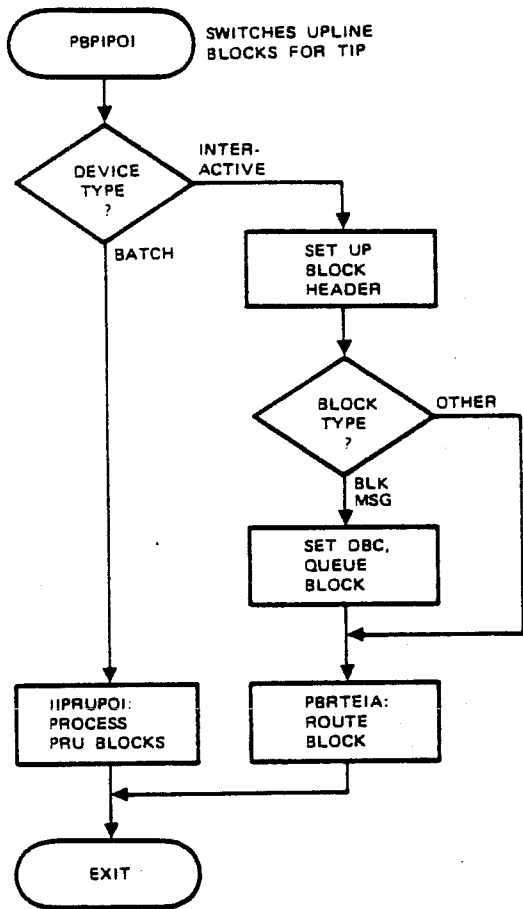 PBPIPOI
SWITCHES UPLINE
BLOCKS FOR TIP
DEVICE
TYPE
?
INTER-
ACTIVE
BATCH
SET UP
BLOCK
HEADER
BLOCK
TYPE
?
OTHER
BLK
MSG
SET DBC,
QUEUE
BLOCK
IIPRUPOI:
PROCESS
PRU BLOCKS
PBRTEIA:
ROUTE
BLOCK
EXIT